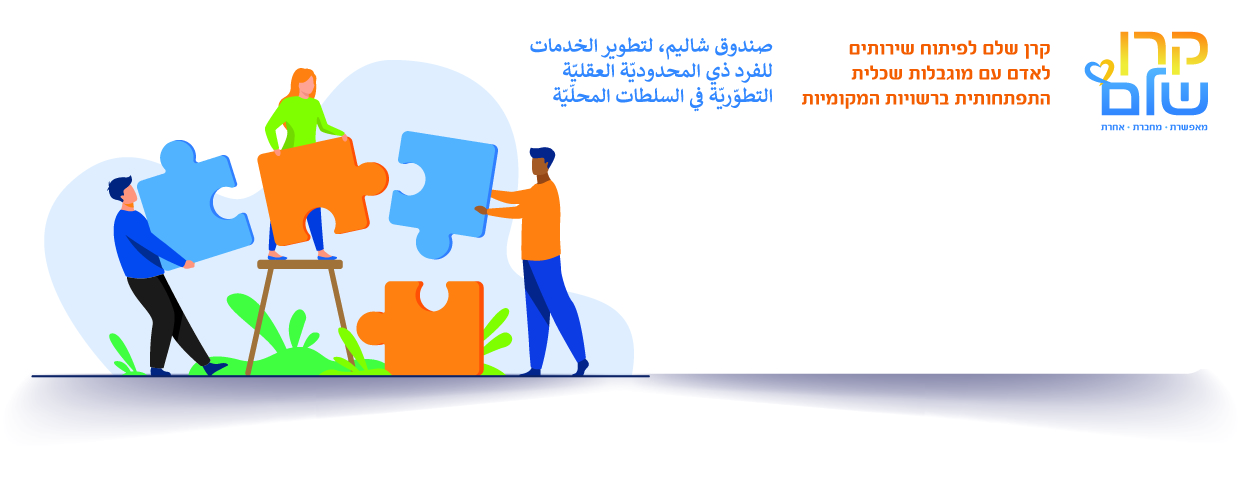 קרן
שלם
מאפשרת · מחברת · אחרת
קרן שלם לפיתוח שירותים
לאדם עם מוגבלות שכלית
התפתחותית ברשויות המקומיות
صندوق شاليم، لتطوير الخدمات
للفرد ذي المحدوديّة العقليّة
التطوّريّة في السلطات المحلّيّة